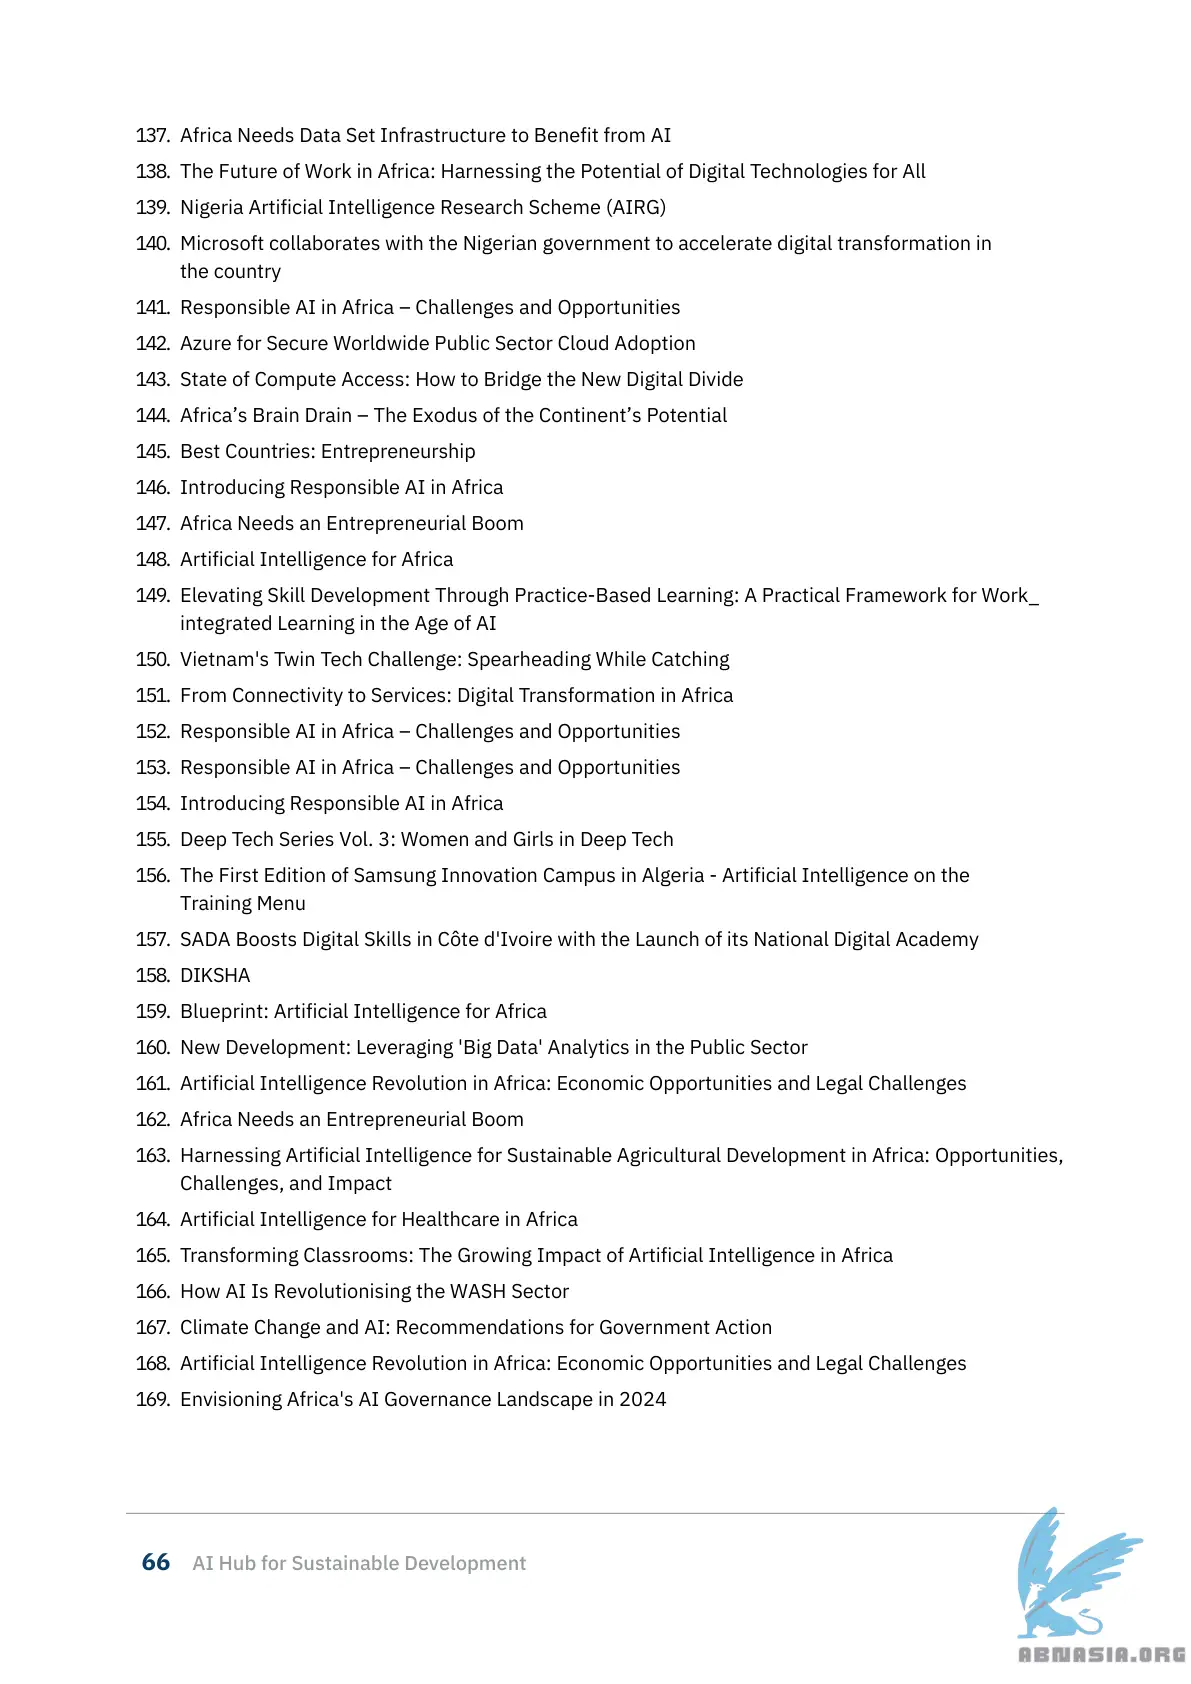 137. Africa Needs Data Set Infrastructure to Benefit from AI
138. The Future of Work in Africa: Harnessing the Potential of Digital Technologies for All
139. Nigeria Artificial Intelligence Research Scheme (AIRG)
140. Microsoft collaborates with the Nigerian government to accelerate digital transformation in
the country
141. Responsible AI in Africa – Challenges and Opportunities
142. Azure for Secure Worldwide Public Sector Cloud Adoption
143. State of Compute Access: How to Bridge the New Digital Divide
144. Africa’s Brain Drain – The Exodus of the Continent’s Potential
145. Best Countries: Entrepreneurship
146. Introducing Responsible AI in Africa
147. Africa Needs an Entrepreneurial Boom
148. Artificial Intelligence for Africa
149. Elevating Skill Development Through Practice-Based Learning: A Practical Framework for Work_
integrated Learning in the Age of AI
150. Vietnam's Twin Tech Challenge: Spearheading While Catching
151. From Connectivity to Services: Digital Transformation in Africa
152. Responsible AI in Africa – Challenges and Opportunities
153. Responsible AI in Africa – Challenges and Opportunities
154. Introducing Responsible AI in Africa
155. Deep Tech Series Vol. 3: Women and Girls in Deep Tech
156. The First Edition of Samsung Innovation Campus in Algeria - Artificial Intelligence on the
Training Menu
157. SADA Boosts Digital Skills in Côte d'Ivoire with the Launch of its National Digital Academy
158. DIKSHA
159. Blueprint: Artificial Intelligence for Africa
160. New Development: Leveraging 'Big Data' Analytics in the Public Sector
161. Artificial Intelligence Revolution in Africa: Economic Opportunities and Legal Challenges
162. Africa Needs an Entrepreneurial Boom
163. Harnessing Artificial Intelligence for Sustainable Agricultural Development in Africa: Opportunities,
Challenges, and Impact
164. Artificial Intelligence for Healthcare in Africa
165. Transforming Classrooms: The Growing Impact of Artificial Intelligence in Africa
166. How AI Is Revolutionising the WASH Sector
167. Climate Change and AI: Recommendations for Government Action
168. Artificial Intelligence Revolution in Africa: Economic Opportunities and Legal Challenges
169. Envisioning Africa's AI Governance Landscape in 2024
66 AI Hub for Sustainable Development
ABNASIA.ORG